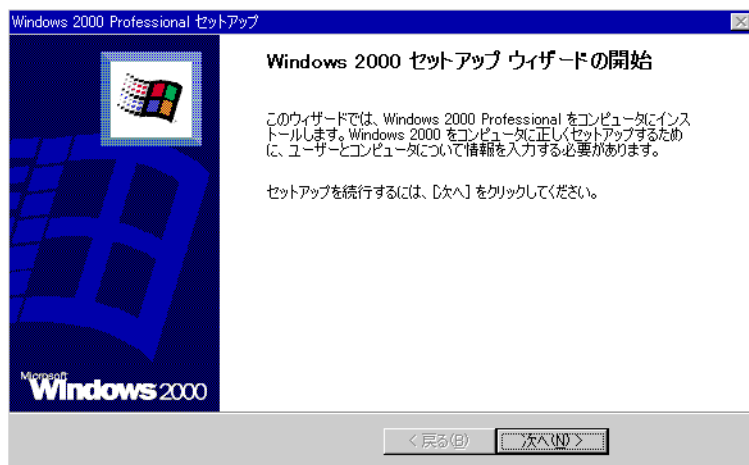 Windows 2000 Professional セットアップ
Windows 2000 セットアップ ウィザードの開始
このウィザードでは、Windows 2000 Professional をコンピュータにインス
トールします。Windows 2000 をコンピュータに正しくセットアップするため
に、ユーザーとコンピュータについて情報を入力する必要があります。
セットアップを続行するには、[次へ] をクリックしてください。
Microsoft
Windows 2000
< 戻る(B)
次へ(N) >